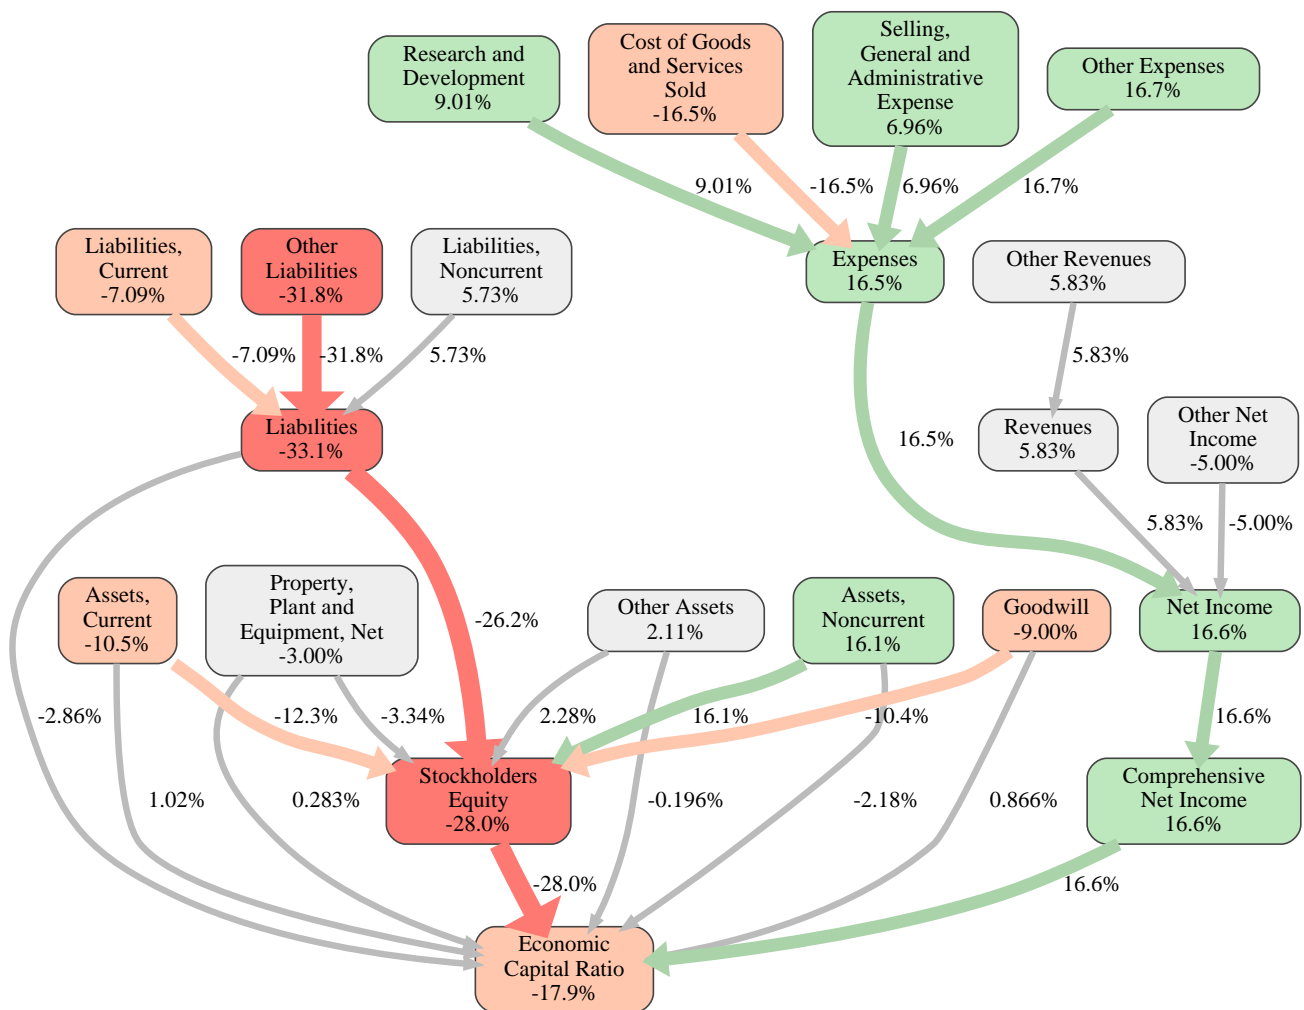 Research and
Development
9.01%
Cost of Goods
and Services
Sold
-16.5%
Selling,
General and
Administrative
Expense
6.96%
Other Expenses
16.7%
9.01%
-16.5%
6.96%
16.7%
Liabilities,
Current
-7.09%
Other
Liabilities
-31.8%
Liabilities,
Noncurrent
5.73%
Expenses
16.5%
Other Revenues
5.83%
-7.09%
-31.8%
5.73%
5.83%
Liabilities
-33.1%
16.5%
Revenues
5.83%
Other Net
Income
-5.00%
5.83%
-5.00%
Assets,
Current
-10.5%
Property,
Plant and
Equipment, Net
-3.00%
-26.2%
Other Assets
2.11%
Assets,
Noncurrent
16.1%
Goodwill
-9.00%
Net Income
16.6%
-2.86%
-12.3%
-3.34%
2.28%
16.1%
-10.4%
16.6%
1.02%
0.283%
Stockholders
Equity
-28.0%
-0.196%
-2.18%
0.866%
Comprehensive
Net Income
16.6%
-28.0%
16.6%
Economic
Capital Ratio
-17.9%